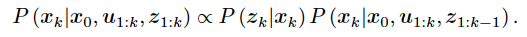 P (x_k|x_0, u_{1:k}, z_{1:k}) ∝ P (z_k|x_k) P (x_k|x_0, u_{1:k}, z_{1:k−1}) .